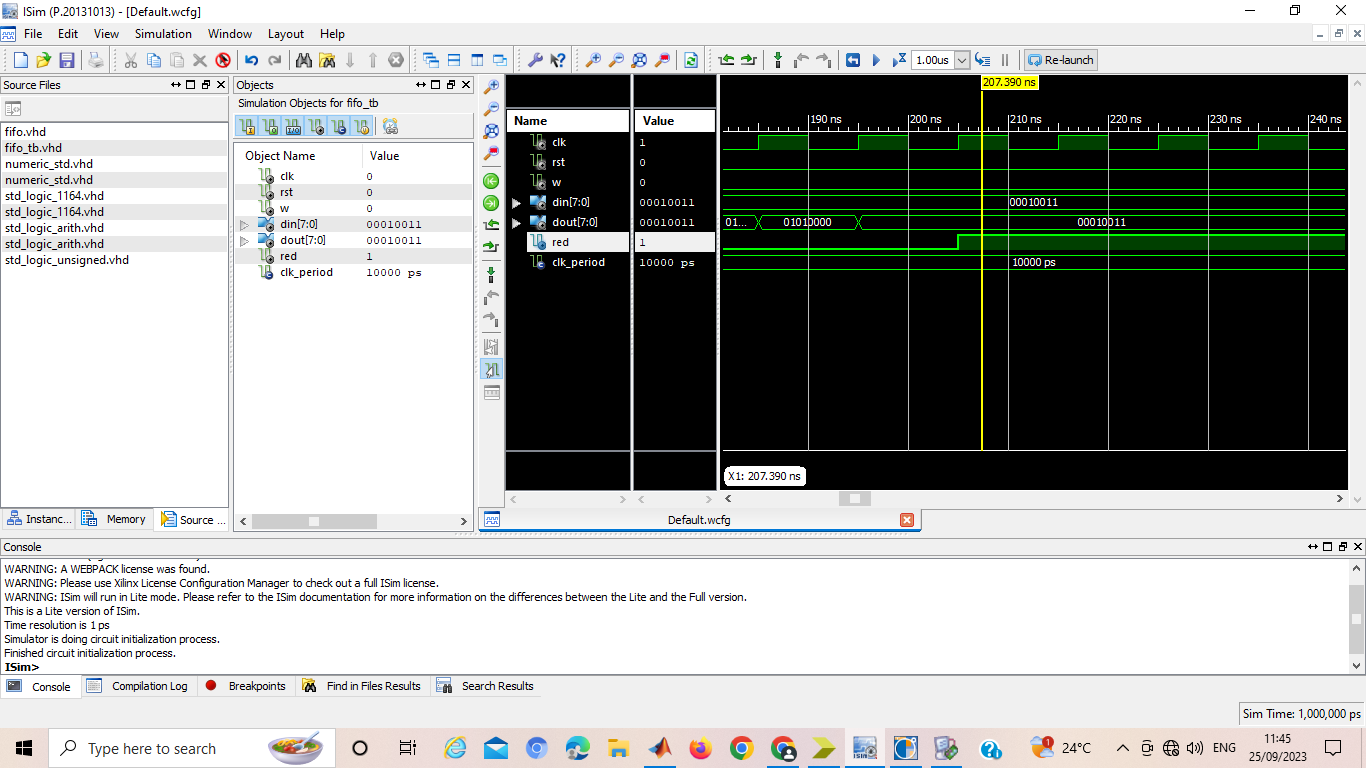 ISim (P.20131013) - [Default.wcfg]
File Edit View Simulation Window Layout Help
1.00us Re-launch
Source Files
fifo.vhd
fifo_tb.vhd
numeric_std.vhd
numeric_std.vhd
std_logic_1164.vhd
std_logic_1164.vhd
std_logic_arith.vhd
std_logic_arith.vhd
std_logic_unsigned.vhd
Instanc... Memory Source ...
Objects
Simulation Objects for fifo_tb
Object Name Value
clk 0
rst 0
w 0
din[7:0] 00010011
dout[7:0] 00010011
red 1
clk_period 10000 ps
Name Value
clk 1
rst 0
w 0
din[7:0] 00010011
dout[7:0] 00010011
red 1
clk_period 10000 ps
207.390 ns
190 ns 200 ns 210 ns 220 ns 230 ns 240 ns
00010011
01... 01010000 00010011
10000 ps
X1: 207.390 ns
Default.wcfg
Console
WARNING: A WEBPACK license was found.
WARNING: Please use Xilinx License Configuration Manager to check out a full ISim license.
WARNING: ISim will run in Lite mode. Please refer to the ISim documentation for more information on the differences between the Lite and the Full version.
This is a Lite version of ISim.
Time resolution is 1 ps
Simulator is doing circuit initialization process.
Finished circuit initialization process.
ISim>
Console Compilation Log Breakpoints Find in Files Results Search Results
Sim Time: 1,000,000 ps
Type here to search
24°C ENG 11:45
25/09/2023